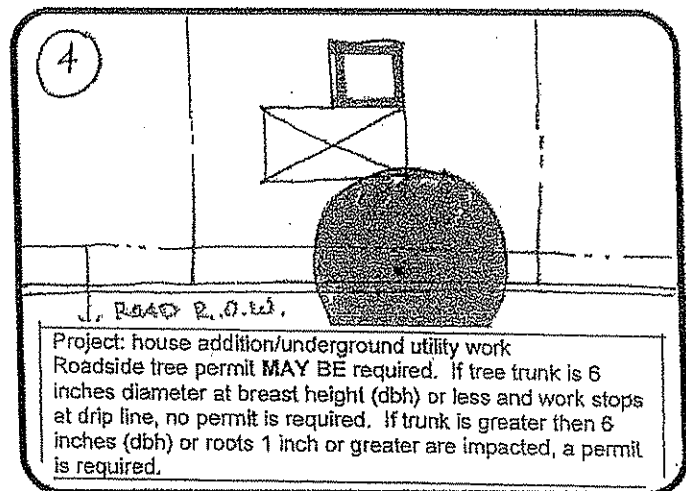 4
ROAD R.O.W.
Project: house addition/underground utility work
Roadside tree permit MAY BE required. If tree trunk is 6
inches diameter at breast height (dbh) or less and work stops
at drip line, no permit is required. If trunk is greater then 6
inches (dbh) or roots 1 inch or greater are impacted, a permit
is required.